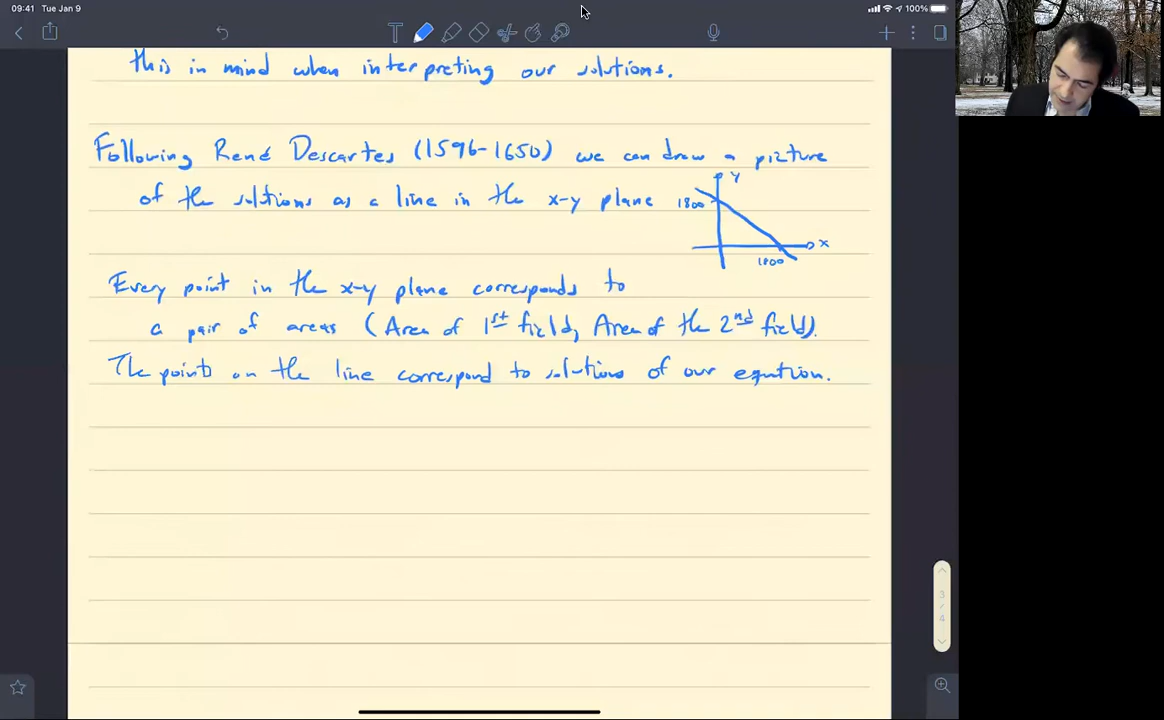 09:41 Tue Jan 9
100%
this in mind when interpreting our solutions.
Following René Descartes (1596-1650) we can draw a picture
of the solutions as a line in the x-y plane
y
1800
x
1800
Every point in the x-y plane corresponds to
a pair of areas (Area of 1st field, Area of the 2nd field).
The points on the line correspond to solutions of our eqution.
3
/
4